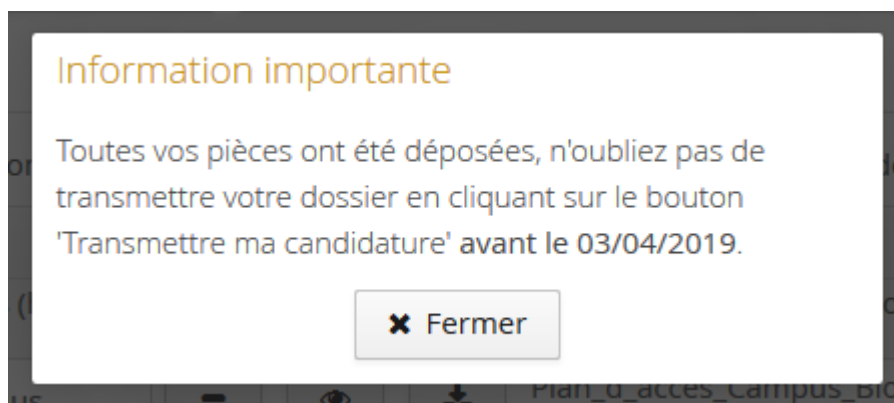 Information importante
Toutes vos pièces ont été déposées, n'oubliez pas de
transmettre votre dossier en cliquant sur le bouton
'Transmettre ma candidature' avant le 03/04/2019.
✖ Fermer